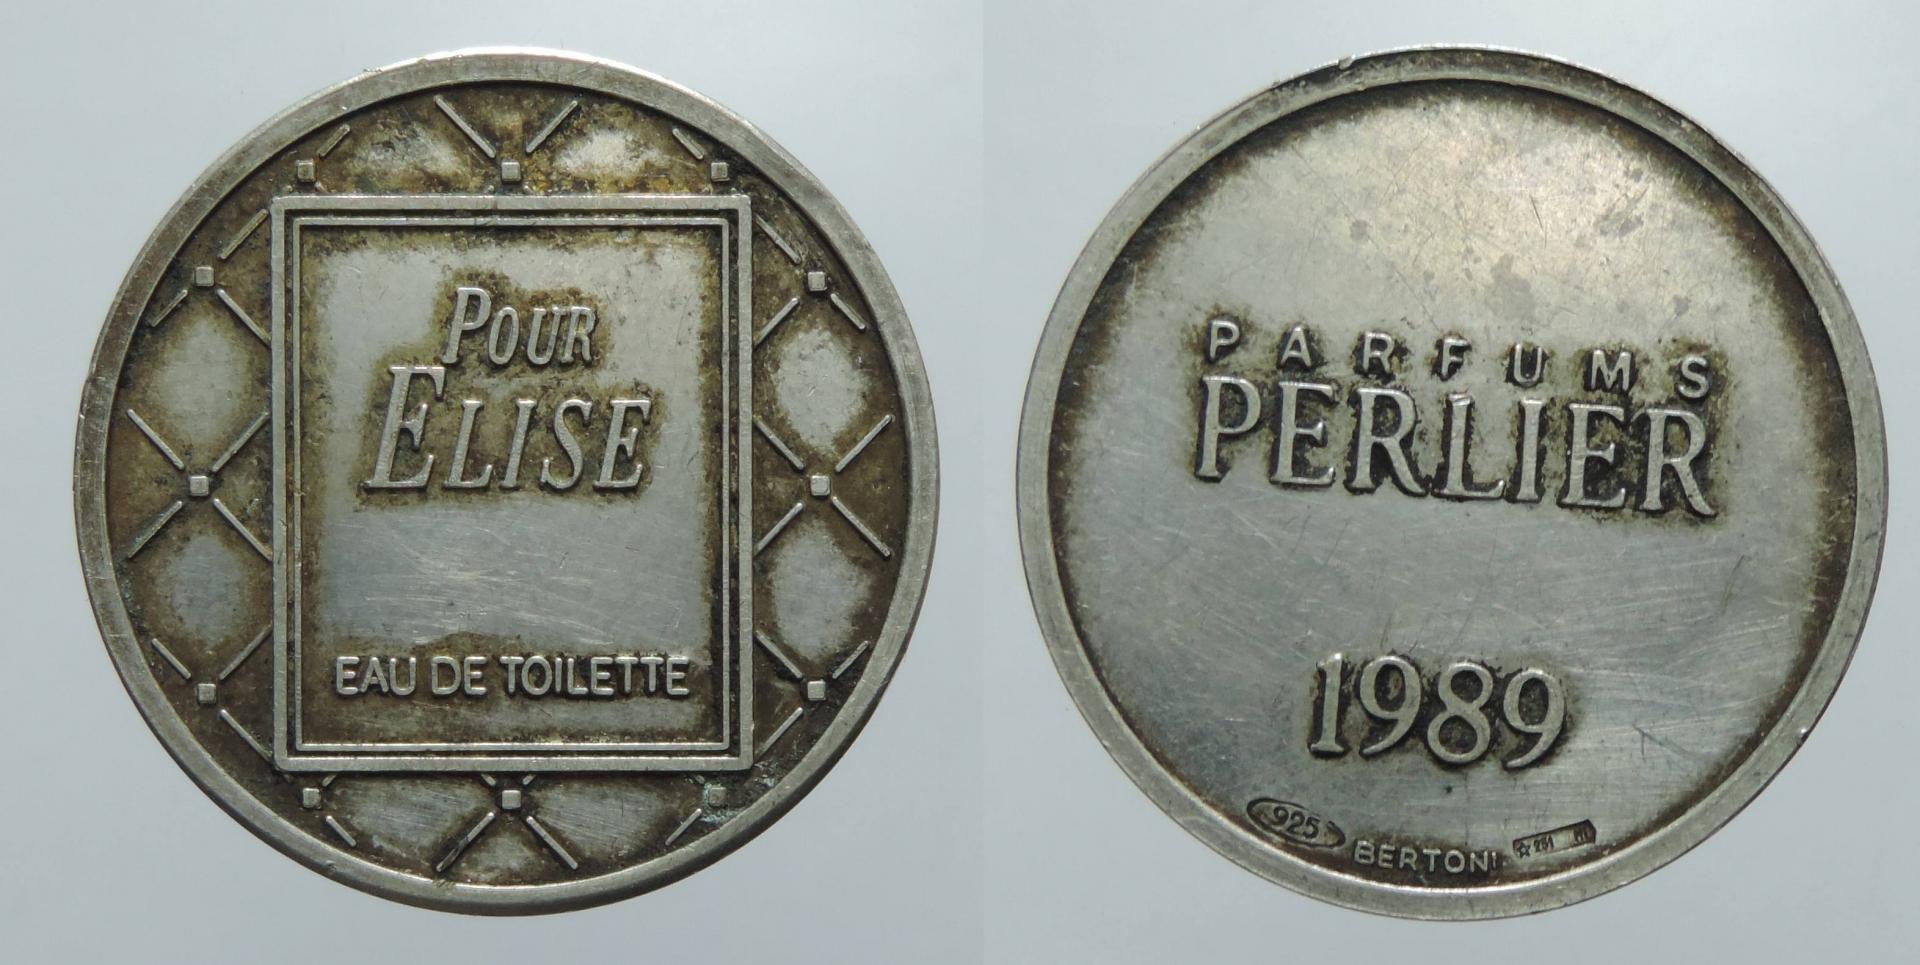 POUR
ELISE
EAU DE TOILETTE
PARFUMS
PERLIER
1989
925
BERTONI